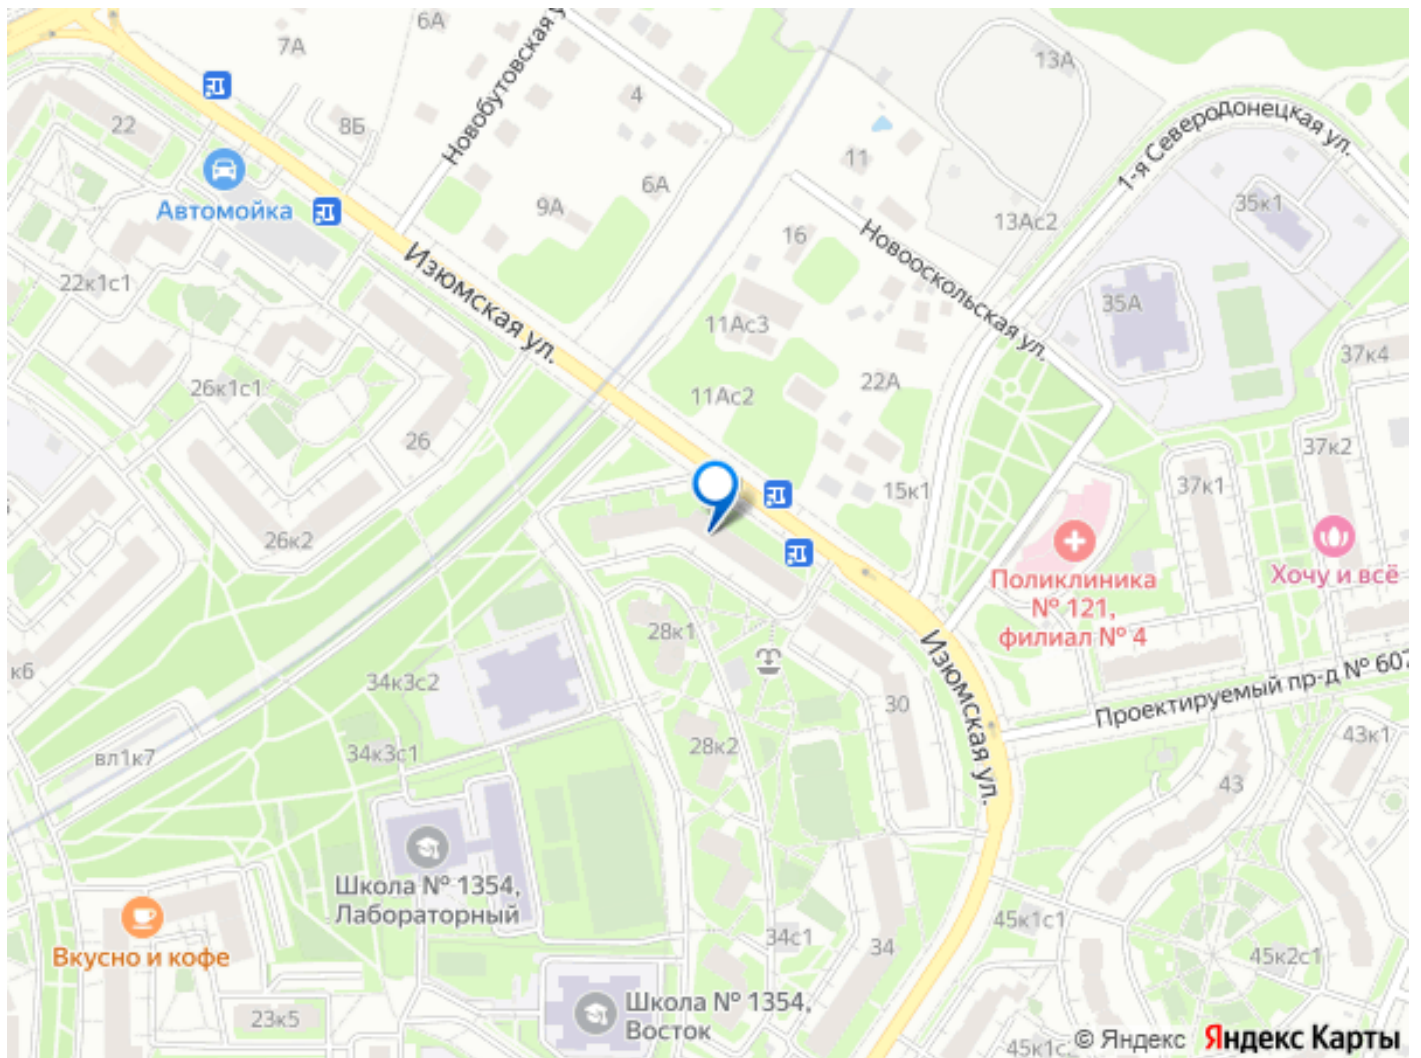 6А
7А
Новобутовская у
13А
4
22
8Б
1-я Северодонецкая ул.
11
6А
Автомойка
9А
35к1
13Ас2
16
Новооскольская ул.
22к1с1
Изюмская ул.
11Ас3
35А
37к4
26к1с1
11Ас2
22А
26
37к2
15к1
37к1
26к2
Поликлиника
№ 121,
филиал № 4
Хочу и всё
28к1
Изюмская ул.
к6
34к3с2
Проектируемый пр-д № 607
30
28к2
34к3с1
вл1к7
43к1
43
Школа № 1354,
Лабораторный
45к1с1
Вкусно и кофе
34с1
34
45к2с1
Школа № 1354,
Восток
23к5
45к1с2
© Яндекс Яндекс Карты